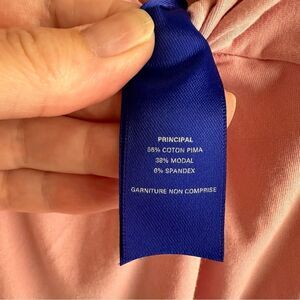 PRINCIPAL
56% COTON PIMA
38% MODAL
6% SPANDEX
GARNITURE NON COMPRISE